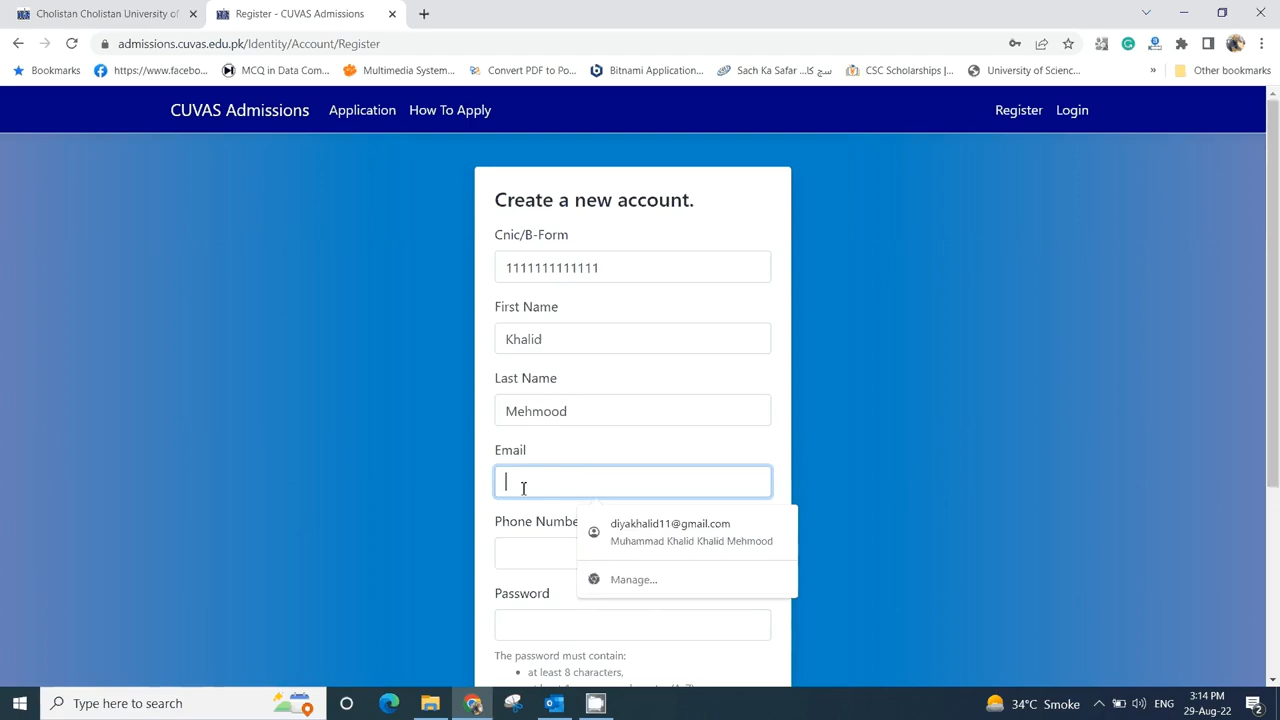 Cholistan Cholistan University of
Register - CUVAS Admissions
admissions.cuvas.edu.pk/Identity/Account/Register
Bookmarks
https://www.facebo...
MCQ in Data Com...
Multimedia System...
Convert PDF to Po...
Bitnami Application...
Sach Ka Safar سچ کا...
CSC Scholarships |...
University of Scienc...
»
Other bookmarks
CUVAS Admissions
Application
How To Apply
Register
Login
Create a new account.
Cnic/B-Form
1111111111111
First Name
Khalid
Last Name
Mehmood
Email
diyakhalid11@gmail.com
Muhammad Khalid Khalid Mehmood
Manage...
Phone Numbe
Password
The password must contain:
• at least 8 characters,
Type here to search
34°C Smoke
3:14 PM
29-Aug-22
2